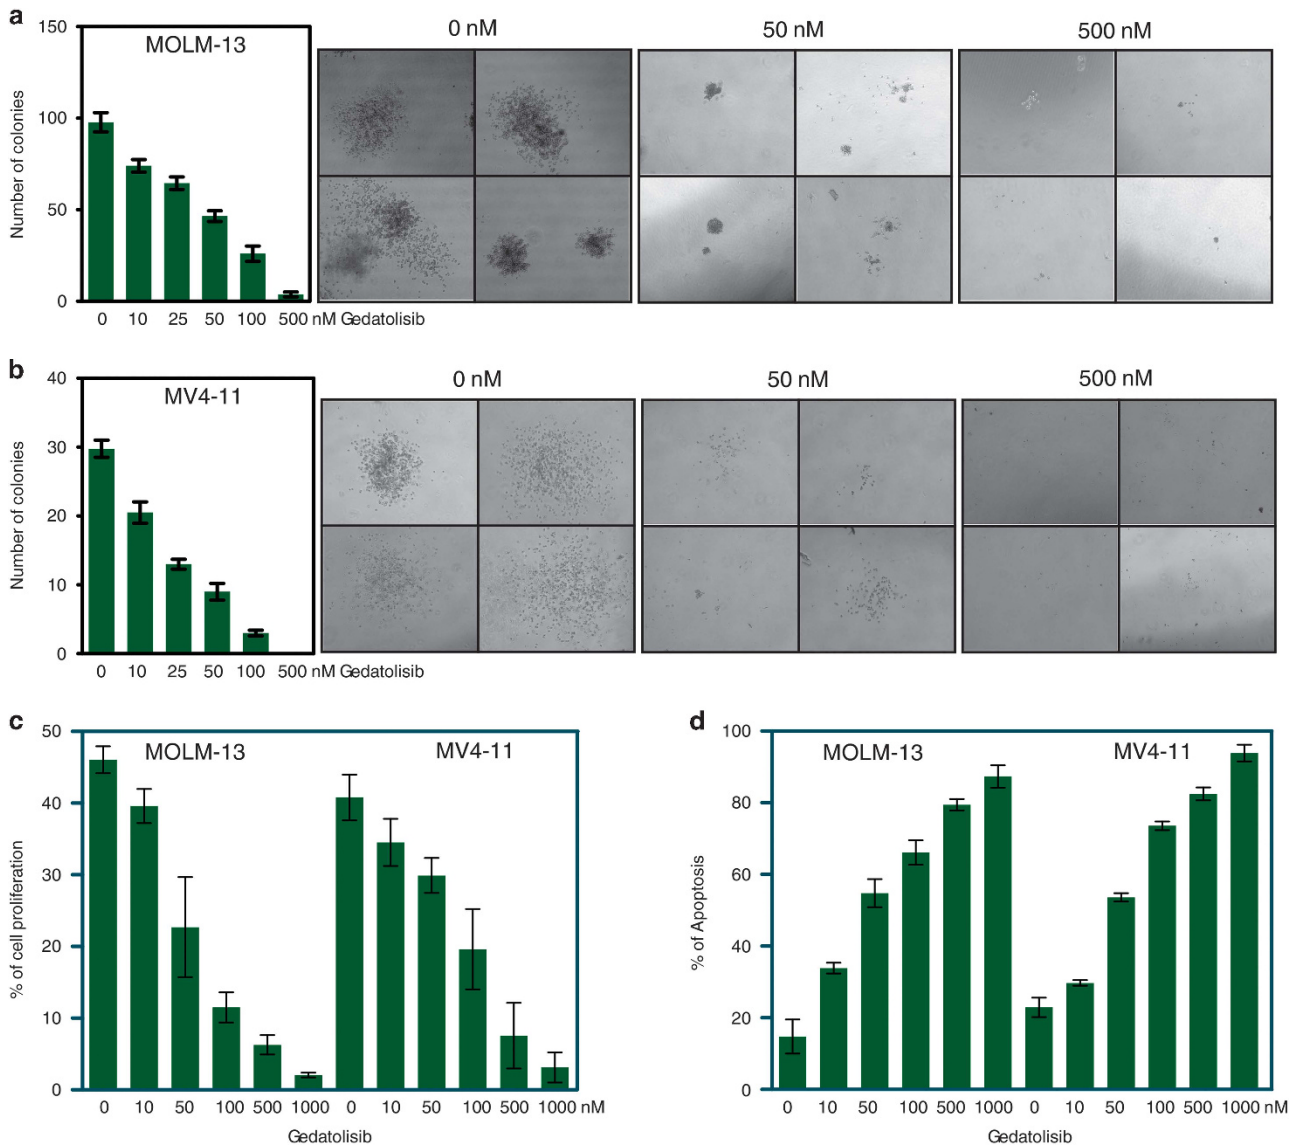 a
150
100
50
0
Number of colonies
MOLM-13
0 10 25 50 100 500 nM Gedatolisib
0 nM
50 nM
500 nM
b
40
30
20
10
0
Number of colonies
MV4-11
0 10 25 50 100 500 nM Gedatolisib
0 nM
50 nM
500 nM
c
50
40
30
20
10
0
% of cell proliferation
MOLM-13
MV4-11
0 10 50 100 500 1000 0 10 50 100 500 1000 nM
Gedatolisib
d
100
80
60
40
20
0
% of Apoptosis
MOLM-13
MV4-11
0 10 50 100 500 1000 0 10 50 100 500 1000 nM
Gedatolisib